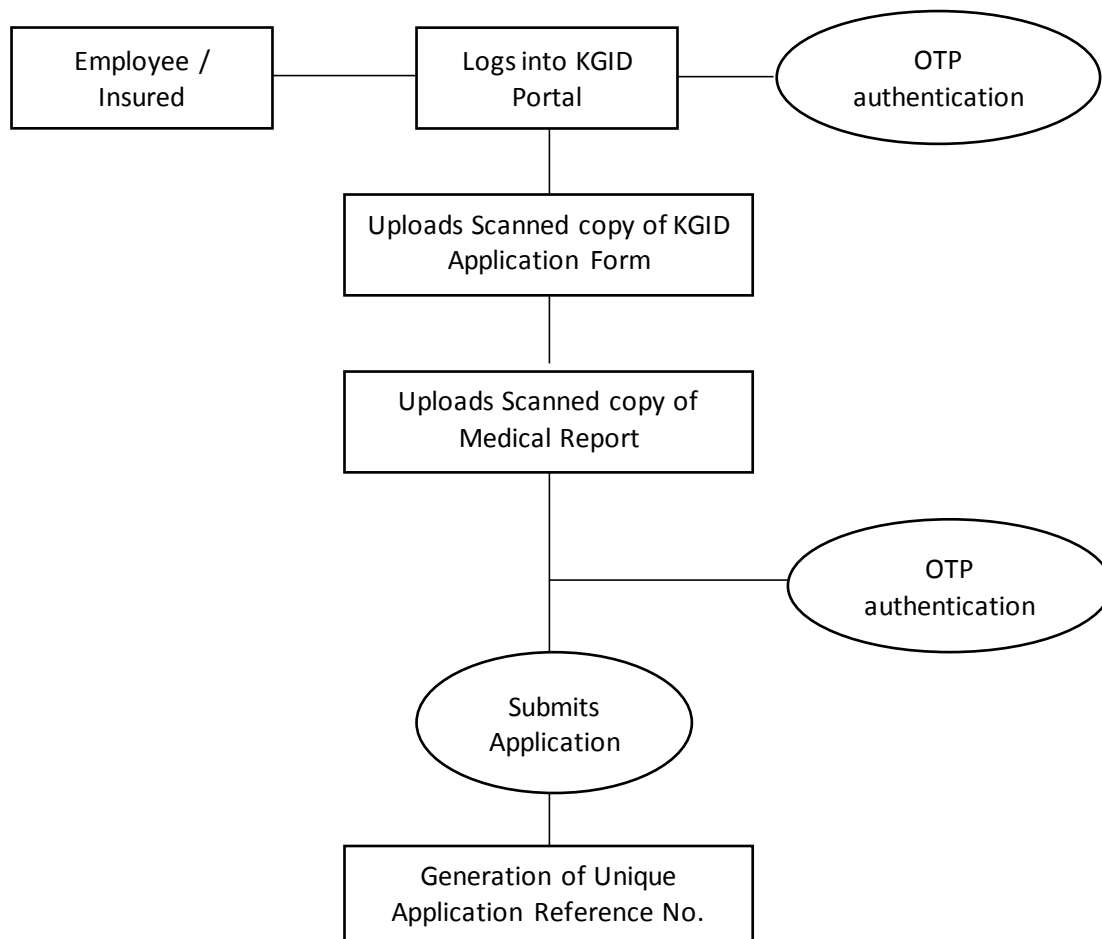 Employee /
Insured
Logs into KGID
Portal
OTP
authentication
Uploads Scanned copy of KGID
Application Form
Uploads Scanned copy of
Medical Report
OTP
authentication
Submits
Application
Generation of Unique
Application Reference No.